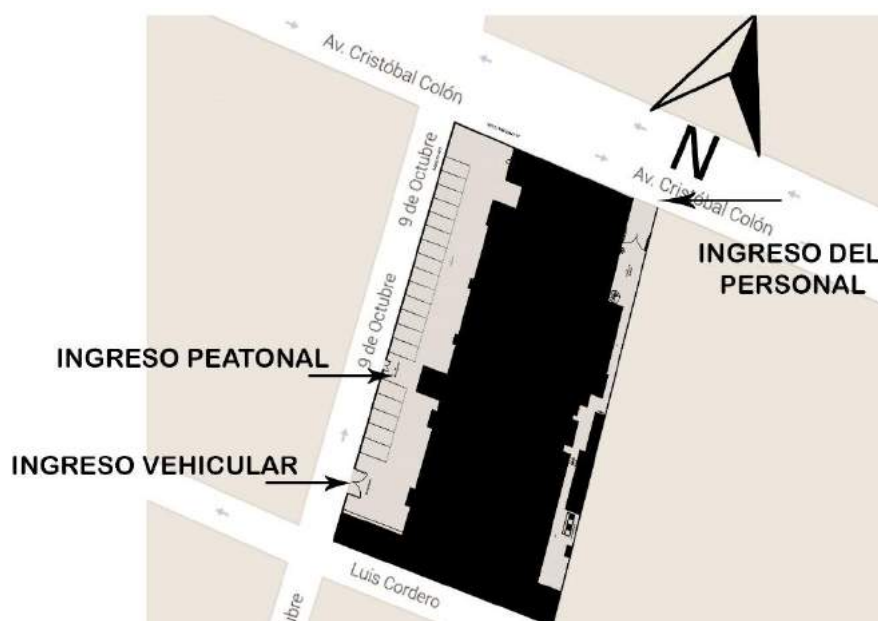 Av. Cristóbal Colón
N
Av. Cristóbal Colón
INGRESO DEL
PERSONAL
9 de Octubre
9 de Octubre
INGRESO PEATONAL
INGRESO VEHICULAR
Luis Cordero